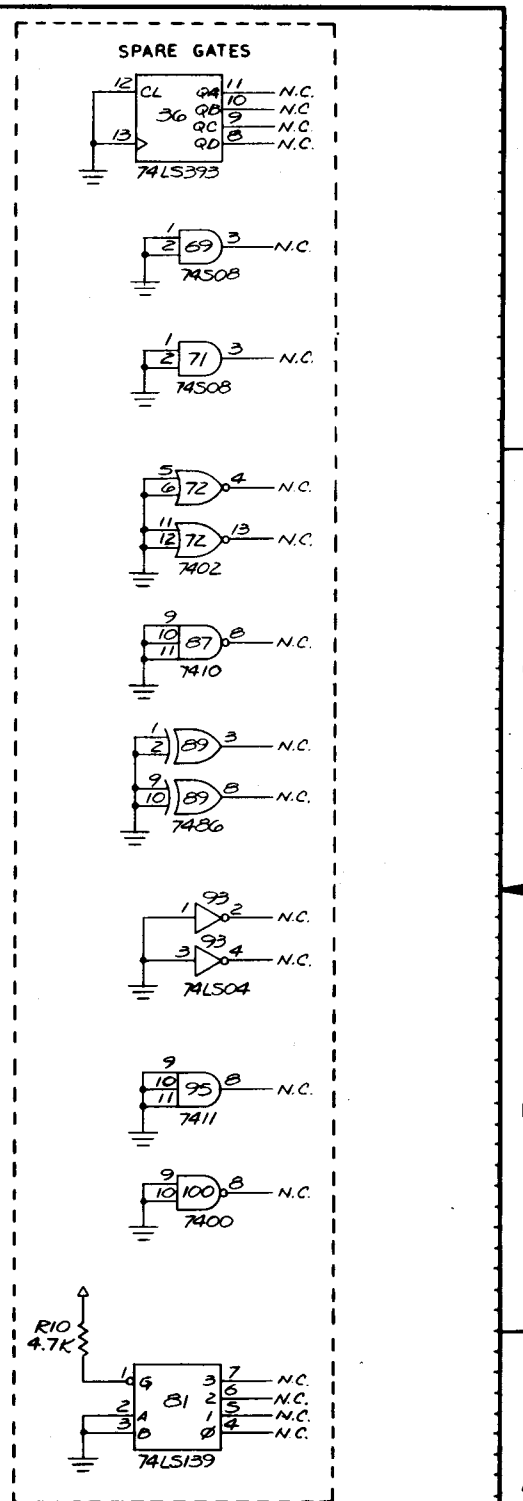 SPARE GATES
12 CL QA 11 N.C.
36 QB 10 N.C
QC 9 N.C.
13 QD 8 N.C.
74LS393
1
2 69 3 N.C.
74S08
1
2 71 3 N.C.
74S08
5
6 72 4 N.C.
11
12 72 13 N.C.
7402
9
10 87 8 N.C.
11
7410
1
2 89 3 N.C.
9
10 89 8 N.C.
7486
93
1 2 N.C.
93
3 4 N.C.
74LS04
9
10 95 8 N.C.
11
7411
9
10 100 8 N.C.
7400
R10
4.7K
1 G 81 3 7 N.C.
2 A 2 6 N.C.
3 B 1 5 N.C.
Ø 4 N.C.
74LS139